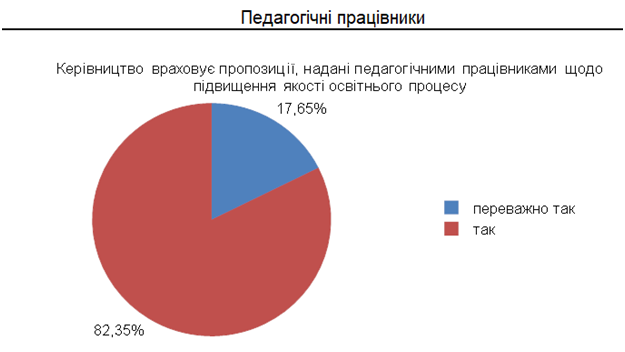 Педагогічні працівники
Керівництво враховує пропозиції, надані педагогічними працівниками щодо
підвищення якості освітнього процесу
17,65%
переважно так
так
82,35%